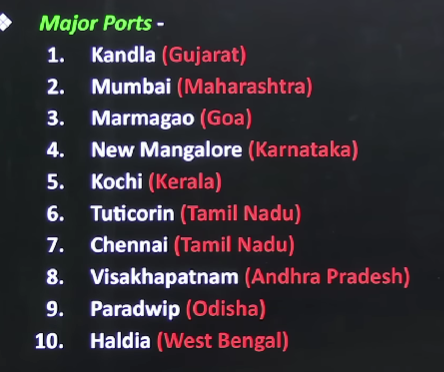 Major Ports -
1. Kandla (Gujarat)
2. Mumbai (Maharashtra)
3. Marmagao (Goa)
4. New Mangalore (Karnataka)
5. Kochi (Kerala)
6. Tuticorin (Tamil Nadu)
7. Chennai (Tamil Nadu)
8. Visakhapatnam (Andhra Pradesh)
9. Paradwip (Odisha)
10. Haldia (West Bengal)